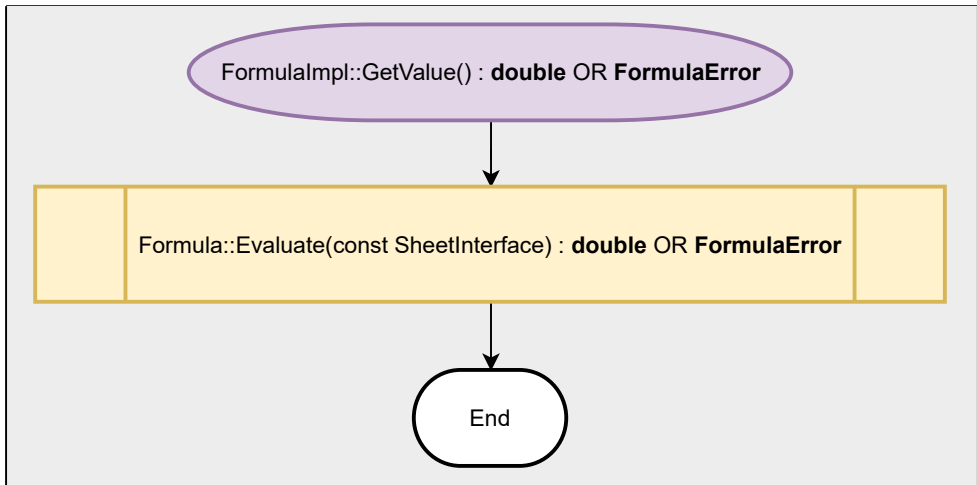 FormulaImpl::GetValue() : double OR FormulaError
Formula::Evaluate(const SheetInterface) : double OR FormulaError
End